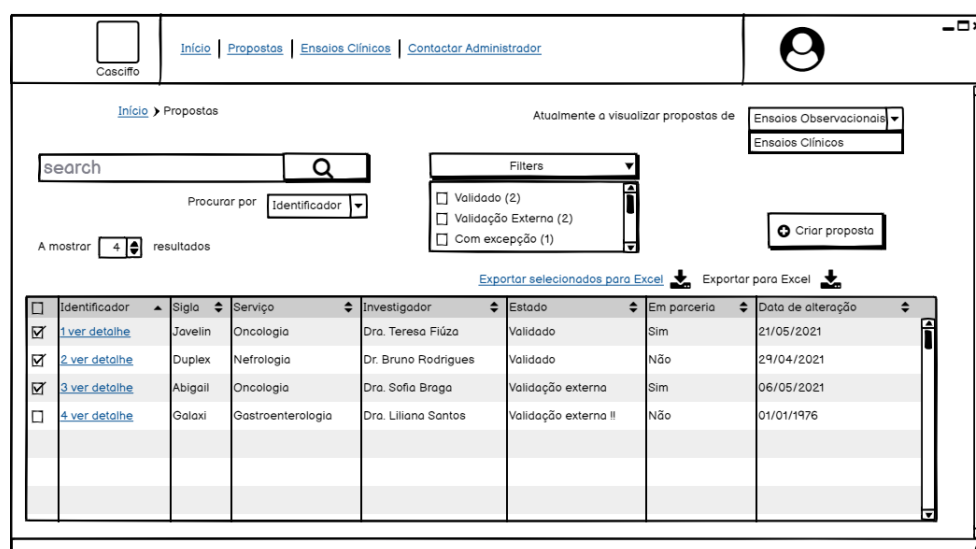 Casciffo
Início Propostas Ensaios Clínicos Contactar Administrador
Início Propostas
Atualmente a visualizar propostas de Ensaios Observacionais
Ensaios Clínicos
search
Filters
Procurar por Identificador
Validado (2)
Validação Externa (2)
Com excepção (1)
Criar proposta
A mostrar 4 resultados
Exportar selecionados para Excel Exportar para Excel
Identificador Sigla Serviço Investigador Estado Em parceria Data de alteração
1 ver detalhe Javelin Oncologia Dra. Teresa Fiúza Validado Sim 21/05/2021
2 ver detalhe Duplex Nefrologia Dr. Bruno Rodrigues Validado Não 29/04/2021
3 ver detalhe Abigail Oncologia Dra. Sofia Braga Validação externa Sim 06/05/2021
4 ver detalhe Galaxi Gastroenterologia Dra. Liliana Santos Validação externa !! Não 01/01/1976